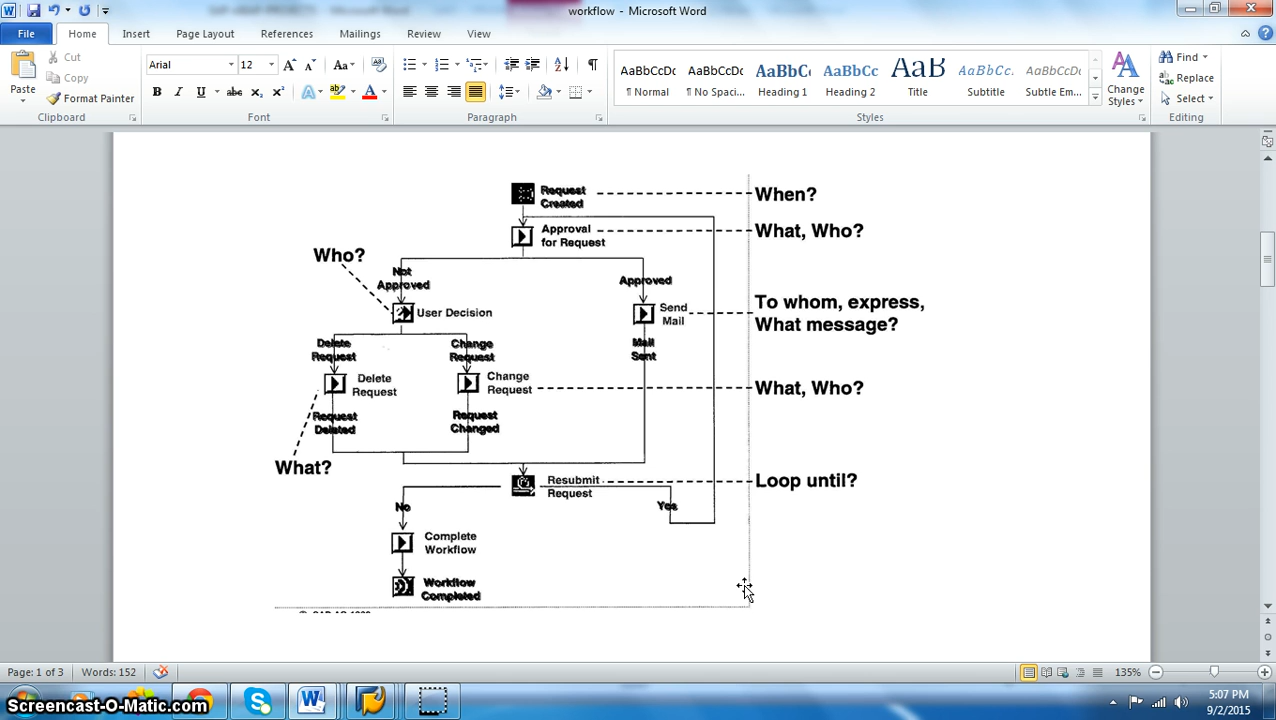 workflow - Microsoft Word
File Home Insert Page Layout References Mailings Review View
Cut
Copy
Format Painter
Paste
Arial 12
AaBbCcDc AaBbCcDc AaBbC AaBbCc AaB AaBbCcL AaBbCcDc
¶ Normal ¶ No Spaci... Heading 1 Heading 2 Title Subtitle Subtle Em...
Change
Styles
Find
Replace
Select
Clipboard Font Paragraph Styles Editing
Request
Created
When?
Approval
for Request
What, Who?
Who?
Not
Approved
Approved
User Decision
Send
Mail
To whom, express,
What message?
Delete
Request
Change
Request
Mail
Sent
Delete
Request
Change
Request
What, Who?
Request
Deleted
Request
Changed
What?
Resubmit
Request
Loop until?
No
Yes
Complete
Workflow
Workflow
Completed
Page: 1 of 3 Words: 152 135%
Screencast-O-Matic.com
5:07 PM
9/2/2015